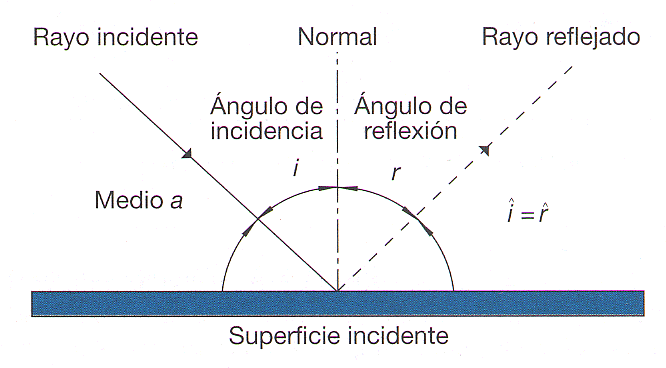 Rayo incidente
Normal
Rayo reflejado
Ángulo de
incidencia
Ángulo de
reflexión
i
r
Medio a
î = r̂
Superficie incidente